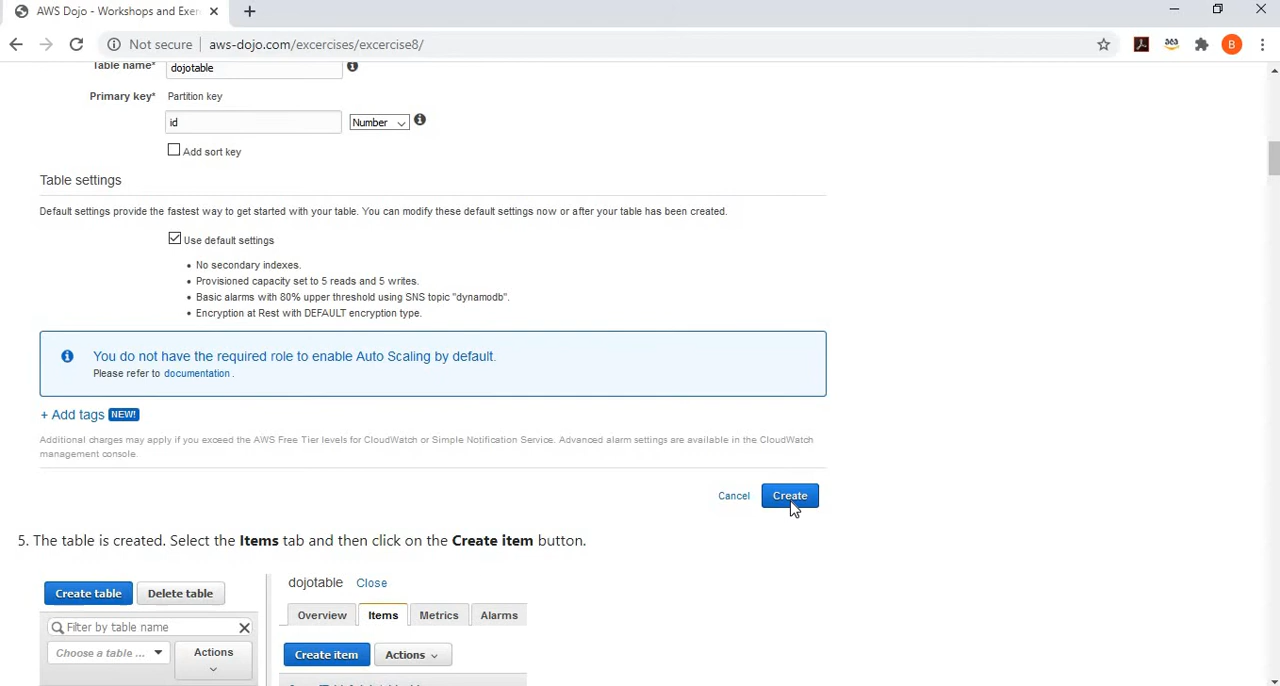 AWS Dojo - Workshops and Exer
Not secure
aws-dojo.com/excercises/excercise8/
B
Table name*
dojotable
Primary key*
Partition key
id
Number
Add sort key
Table settings
Default settings provide the fastest way to get started with your table. You can modify these default settings now or after your table has been created.
Use default settings
• No secondary indexes.
• Provisioned capacity set to 5 reads and 5 writes.
• Basic alarms with 80% upper threshold using SNS topic "dynamodb".
• Encryption at Rest with DEFAULT encryption type.
You do not have the required role to enable Auto Scaling by default.
Please refer to documentation .
+ Add tags NEW!
Additional charges may apply if you exceed the AWS Free Tier levels for CloudWatch or Simple Notification Service. Advanced alarm settings are available in the CloudWatch
management console.
Cancel
Create
5. The table is created. Select the Items tab and then click on the Create item button.
Create table
Delete table
Filter by table name
Choose a table ...
Actions
dojotable
Close
Overview
Items
Metrics
Alarms
Create item
Actions